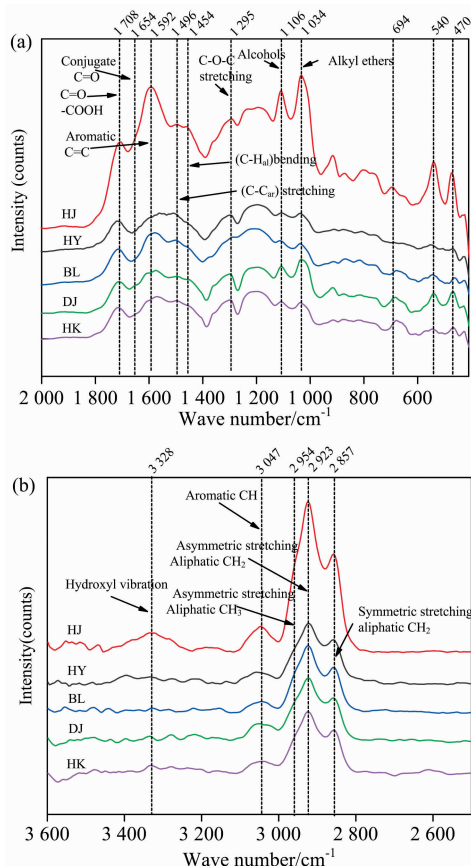 1 708
1 654
1 592
1 496
1 454
1 295
1 106
1 034
694
540
470
(a)
Conjugate
C=O
C=O
-COOH
Aromatic
C=C
C-O-C
stretching
Alcohols
Alkyl ethers
(C-Hal)bending
(C-Car) stretching
HJ
HY
BL
DJ
HK
Intensity (counts)
2 000
1 800
1 600
1 400
1 200
1 000
800
600
Wave number/cm-1
3 328
3 047
2 954
2 923
2 857
(b)
Aromatic CH
Asymmetric stretching
Aliphatic CH2
Hydroxyl vibration
Asymmetric stretching
Aliphatic CH3
Symmetric stretching
aliphatic CH2
HJ
HY
BL
DJ
HK
Intensity(counts)
3 600
3 400
3 200
3 000
2 800
2 600
Wave number/cm-1